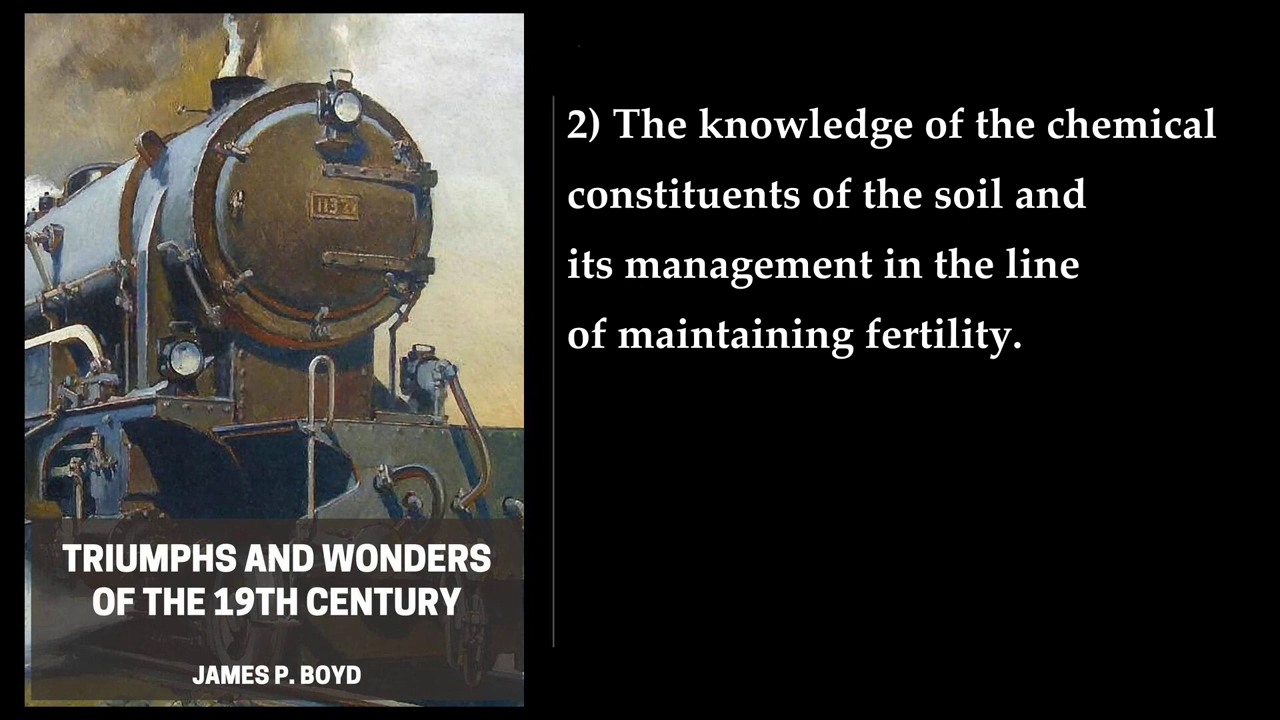 2) The knowledge of the chemical
constituents of the soil and
its management in the line
of maintaining fertility.
TRIUMPHS AND WONDERS
OF THE 19TH CENTURY
JAMES P. BOYD